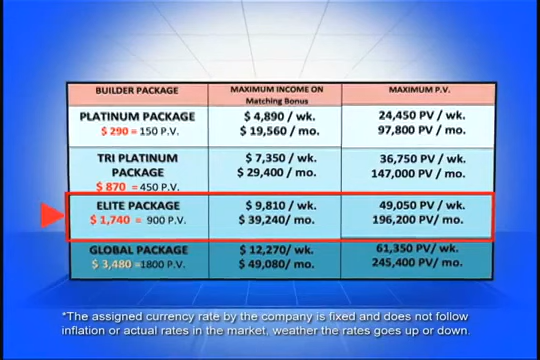 BUILDER PACKAGE
MAXIMUM INCOME ON
Matching Bonus
MAXIMUM P.V.
PLATINUM PACKAGE
$ 290 = 150 P.V.
$ 4,890 / wk.
$ 19,560 / mo.
24,450 PV / wk.
97,800 PV / mo.
TRI PLATINUM
PACKAGE
$ 870 = 450 P.V.
$ 7,350 / wk.
$ 29,400 / mo.
36,750 PV / wk.
147,000 PV / mo.
ELITE PACKAGE
$ 1,740 = 900 P.V.
$ 9,810 / wk.
$ 39,240/ mo.
49,050 PV / wk.
196,200 PV / mo.
GLOBAL PACKAGE
$ 3,480 =1800 P.V.
$ 12,270/ wk.
$ 49,080/ mo.
61,350 PV/ wk.
245,400 PV/ mo.
*The assigned currency rate by the company is fixed and does not follow
inflation or actual rates in the market, weather the rates goes up or down.